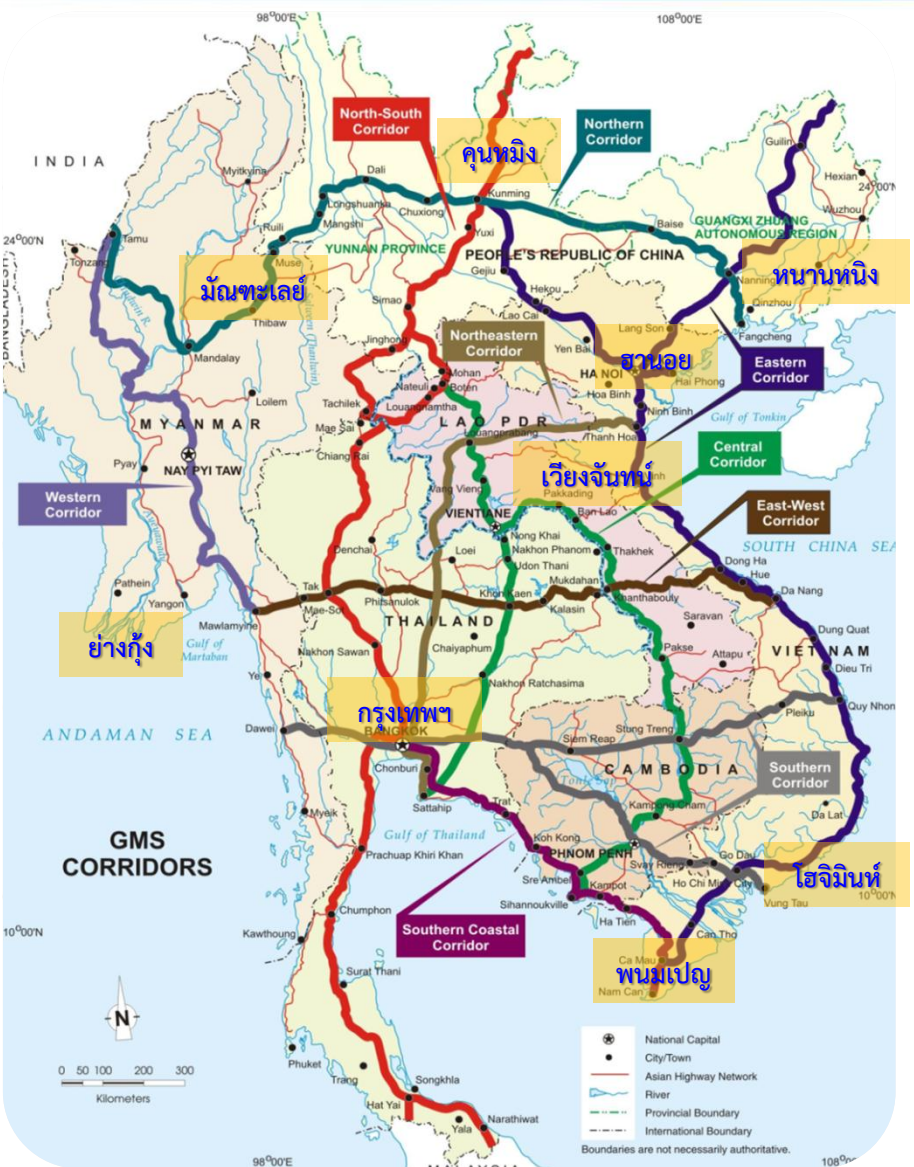 98°00'E
108°00'E
North-South
Corridor
คุนหมิง
Northern
Corridor
Guilin
INDIA
Myitkyina
Dali
Hexian
24°00'N
Kunming
Longshuanka
Chuxiong
Mangshi
Wuzhou
Baise
GUANGXI ZHUANG
AUTONOMOUS REGION
Ruili
Yuxi
Tamu
24°00'N
YUNNAN PROVINCE
PEOPLE'S REPUBLIC OF CHINA
Tonzang
Muse
Gejiu
Nanning
หนานหนิง
มัณฑะเลย์
Hekou
Simao
Lao Cai
Qinzhou
Thibaw
Lang Son
Fangcheng
BANGLADESH
Mandalay
Jinghong
Northeastern
Corridor
Yen Bai
ฮานอย
Eastern
Corridor
HA NOI
Hai Phong
Mohan
Nateuli
Boten
Hoa Binh
Loilem
Louangnamtha
Tachilek
Ninh Binh
Gulf of Tonkin
MYANMAR
Mae Sai
LAO PDR
Thanh Hoa
Louangprabang
Chiang Rai
NAY PYI TAW
Pyay
Central
Corridor
Western
Corridor
Vang Vieng
เวียงจันทน์
Pakkading
VIENTIANE
Ban Lao
East-West
Corridor
Nong Khai
Nakhon Phanom
Thakhek
SOUTH CHINA SEA
Denchai
Loei
Udon Thani
Dong Ha
Hue
Pathein
Mukdahan
Tak
Khon Kaen
Khanthabouly
Da Nang
Yangon
Mae-Sot
Phitsanulok
Kalasin
Mawlamyine
THAILAND
Saravan
Dung Quat
ย่างกุ้ง
Gulf of
Martaban
Chaiyaphum
Nakhon Sawan
Pakse
Attapu
VIETNAM
Dieu Tri
Ye
Nakhon Ratchasima
Quy Nhon
กรุงเทพฯ
Pleiku
Dawei
BANGKOK
Siem Reap
Stung Treng
ANDAMAN SEA
Chonburi
CAMBODIA
Southern
Corridor
Tonle Sap
Sattahip
Trat
Kampong Cham
Myeik
Da Lat
Gulf of Thailand
Koh Kong
GMS
CORRIDORS
Prachuap Khiri Khan
PHNOM PENH
Svay Rieng
Go Dau
Sre Ambel
Kampot
Ho Chi Minh City
โฮจิมินห์
Sihannoukville
Vung Tau
10°00'N
Ha Tien
Chumphon
Southern Coastal
Corridor
Can Tho
10°00'N
Kawthoung
Ca Mau
พนมเปญ
Surat Thani
Nam Can
N
National Capital
City/Town
0 50 100 200 300
Kilometers
Phuket
Trang
Songkhla
Asian Highway Network
River
Hat Yai
Provincial Boundary
Narathiwat
Yala
International Boundary
Boundaries are not necessarily authoritative.
98°00'E
MALAYSIA